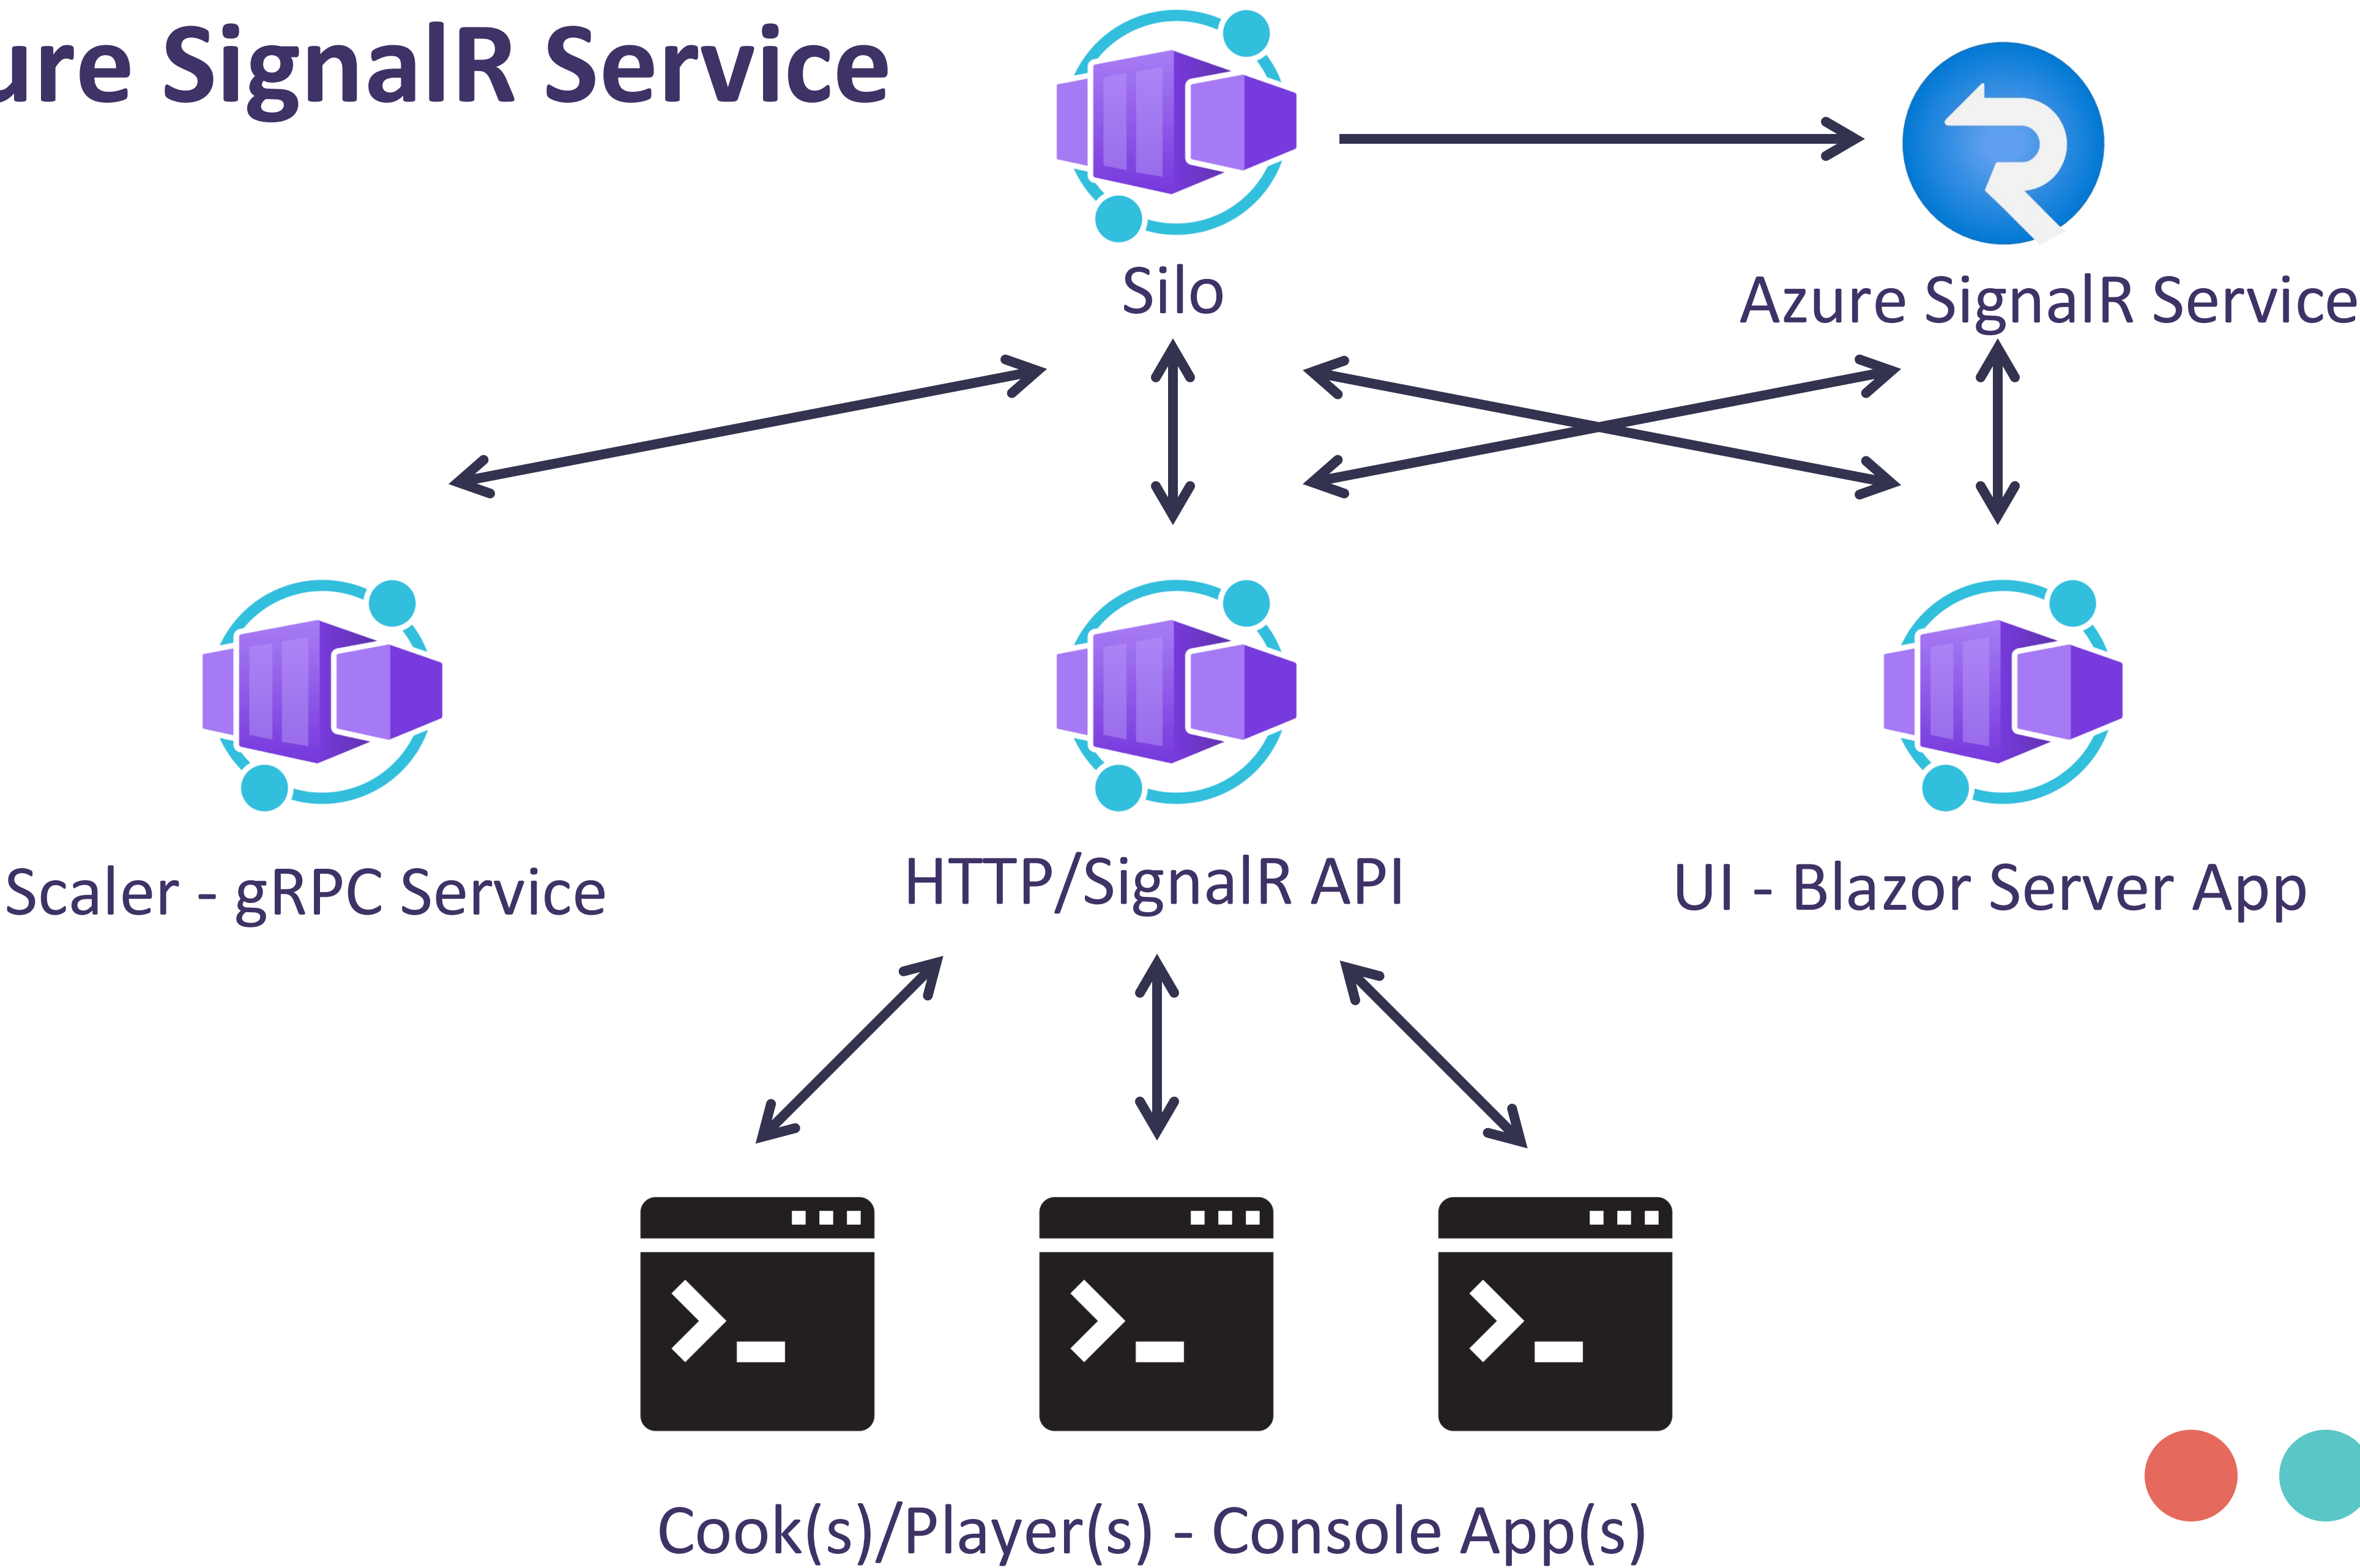 ure SignalR Service
Silo
Azure SignalR Service
Scaler - gRPC Service
HTTP/SignalR API
UI - Blazor Server App
Cook(s)/Player(s) - Console App(s)